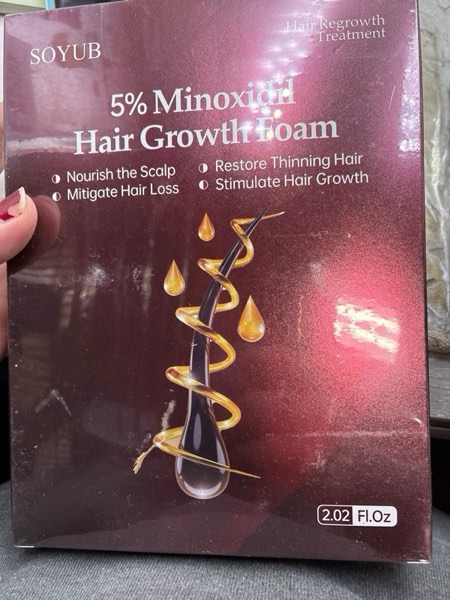 SOYUB
Hair Regrowth
Treatment
5% Minoxidil
Hair Growth Foam
Nourish the Scalp
Restore Thinning Hair
Mitigate Hair Loss
Stimulate Hair Growth
2.02 Fl.Oz